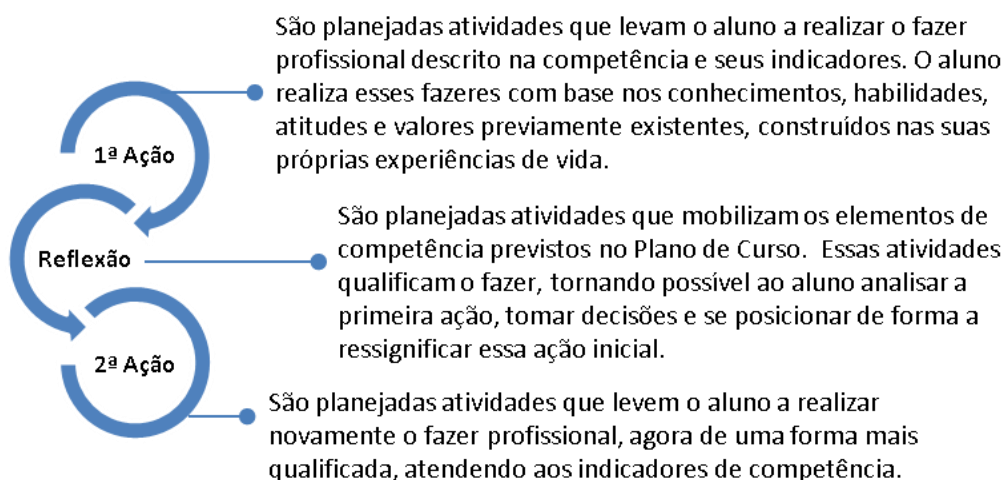 São planejadas atividades que levam o aluno a realizar o fazer
profissional descrito na competência e seus indicadores. O aluno
realiza esses fazeres com base nos conhecimentos, habilidades,
atitudes e valores previamente existentes, construídos nas suas
próprias experiências de vida.
1ª Ação
São planejadas atividades que mobilizam os elementos de
competência previstos no Plano de Curso. Essas atividades
qualificam o fazer, tornando possível ao aluno analisar a
primeira ação, tomar decisões e se posicionar de forma a
ressignificar essa ação inicial.
Reflexão
2ª Ação
São planejadas atividades que levem o aluno a realizar
novamente o fazer profissional, agora de uma forma mais
qualificada, atendendo aos indicadores de competência.